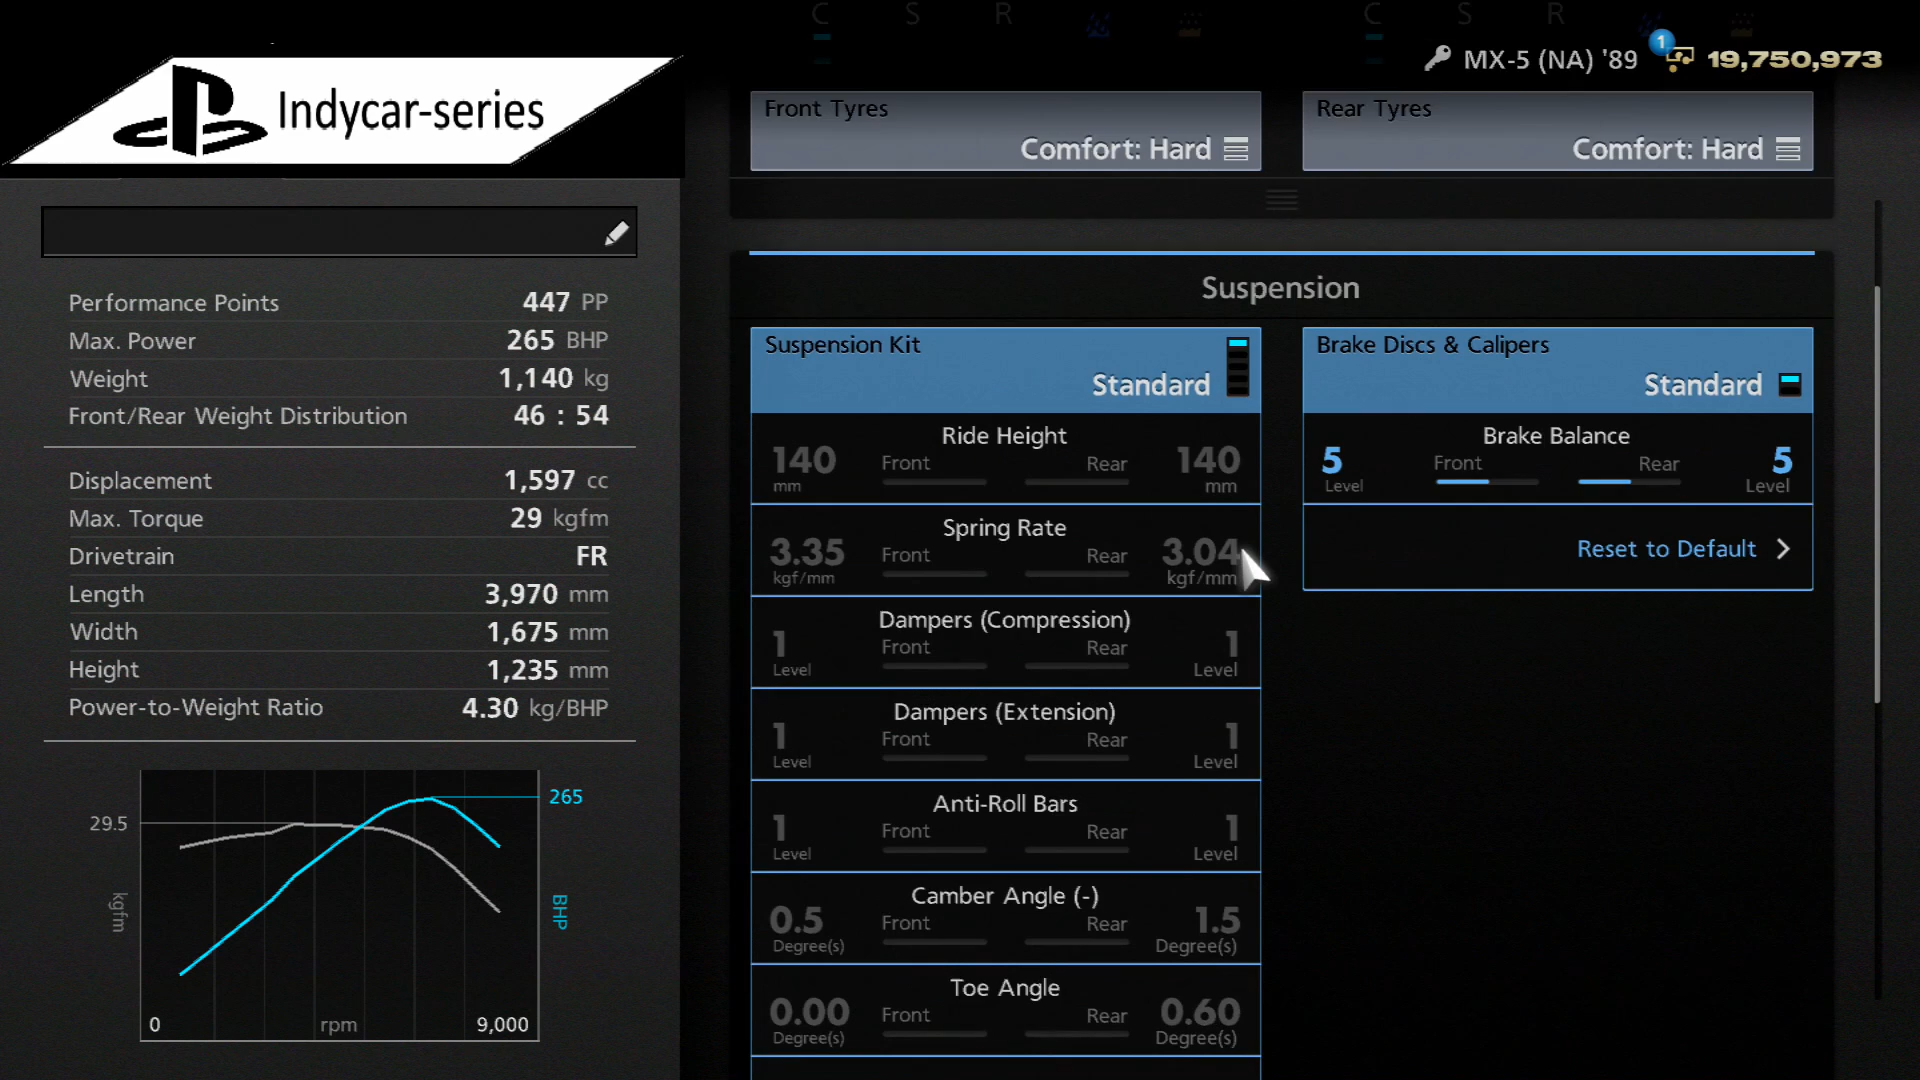 C S R C S R
MX-5 (NA) '89 1 19,750,973
Indycar-series
Front Tyres
Comfort: Hard
Rear Tyres
Comfort: Hard
Performance Points 447 PP
Max. Power 265 BHP
Weight 1,140 kg
Front/Rear Weight Distribution 46 : 54
Displacement 1,597 cc
Max. Torque 29 kgfm
Drivetrain FR
Length 3,970 mm
Width 1,675 mm
Height 1,235 mm
Power-to-Weight Ratio 4.30 kg/BHP
265
29.5
kgfm
BHP
0 rpm 9,000
Suspension
Suspension Kit
Standard
Ride Height
140 Front Rear 140
mm mm
Spring Rate
3.35 Front Rear 3.04
kgf/mm kgf/mm
Dampers (Compression)
1 Front Rear 1
Level Level
Dampers (Extension)
1 Front Rear 1
Level Level
Anti-Roll Bars
1 Front Rear 1
Level Level
Camber Angle (-)
0.5 Front Rear 1.5
Degree(s) Degree(s)
Toe Angle
0.00 Front Rear 0.60
Degree(s) Degree(s)
Brake Discs & Calipers
Standard
Brake Balance
5 Front Rear 5
Level Level
Reset to Default